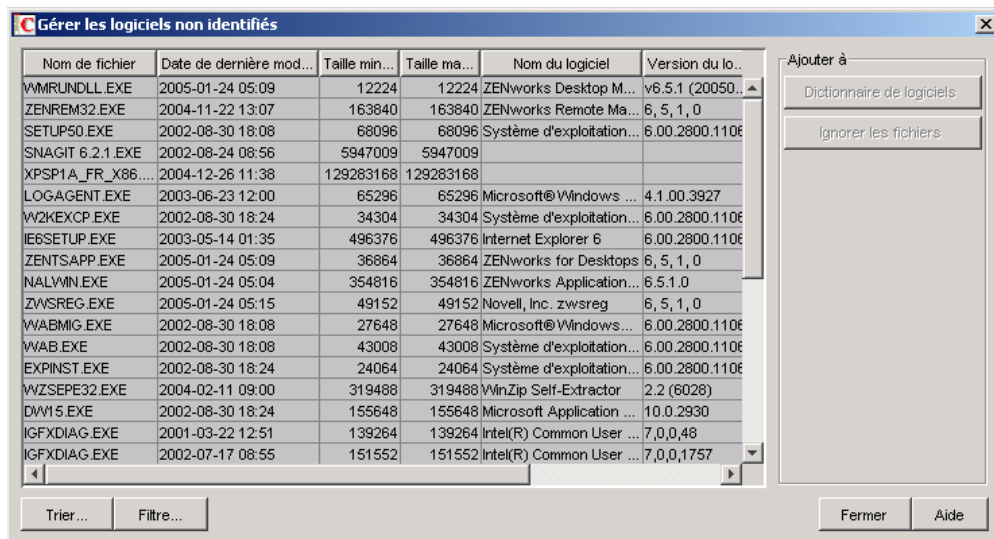 Gérer les logiciels non identifiés
Nom de fichier Date de dernière mod... Taille min... Taille ma... Nom du logiciel Version du lo...
WMRUNDLL.EXE 2005-01-24 05:09 12224 12224 ZENworks Desktop M... v6.5.1 (20050...
ZENREM32.EXE 2004-11-22 13:07 163840 163840 ZENworks Remote Ma... 6, 5, 1, 0
SETUP50.EXE 2002-08-30 18:08 68096 68096 Système d'exploitation... 6.00.2800.1106
SNAGIT 6.2.1.EXE 2002-08-24 08:56 5947009 5947009
XPSP1A_FR_X86.... 2004-12-26 11:38 129283168 129283168
LOGAGENT.EXE 2003-06-23 12:00 65296 65296 Microsoft® Windows ... 4.1.00.3927
W2KEXCP.EXE 2002-08-30 18:24 34304 34304 Système d'exploitation... 6.00.2800.1106
IE6SETUP.EXE 2003-05-14 01:35 496376 496376 Internet Explorer 6 6.00.2800.1106
ZENTSAPP.EXE 2005-01-24 05:09 36864 36864 ZENworks for Desktops 6, 5, 1, 0
NALWIN.EXE 2005-01-24 05:04 354816 354816 ZENworks Application... 6.5.1.0
ZWSREG.EXE 2005-01-24 05:15 49152 49152 Novell, Inc. zwsreg 6, 5, 1, 0
WABMIG.EXE 2002-08-30 18:08 27648 27648 Microsoft® Windows... 6.00.2800.1106
WAB.EXE 2002-08-30 18:08 43008 43008 Système d'exploitation... 6.00.2800.1106
EXPINST.EXE 2002-08-30 18:24 24064 24064 Système d'exploitation... 6.00.2800.1106
WZSEPE32.EXE 2004-02-11 09:00 319488 319488 WinZip Self-Extractor 2.2 (6028)
DW15.EXE 2002-08-30 18:24 155648 155648 Microsoft Application ... 10.0.2930
IGFXDIAG.EXE 2001-03-22 12:51 139264 139264 Intel(R) Common User ... 7,0,0,48
IGFXDIAG.EXE 2002-07-17 08:55 151552 151552 Intel(R) Common User ... 7,0,0,1757
Ajouter à
Dictionnaire de logiciels
Ignorer les fichiers
Trier... Filtre... Fermer Aide